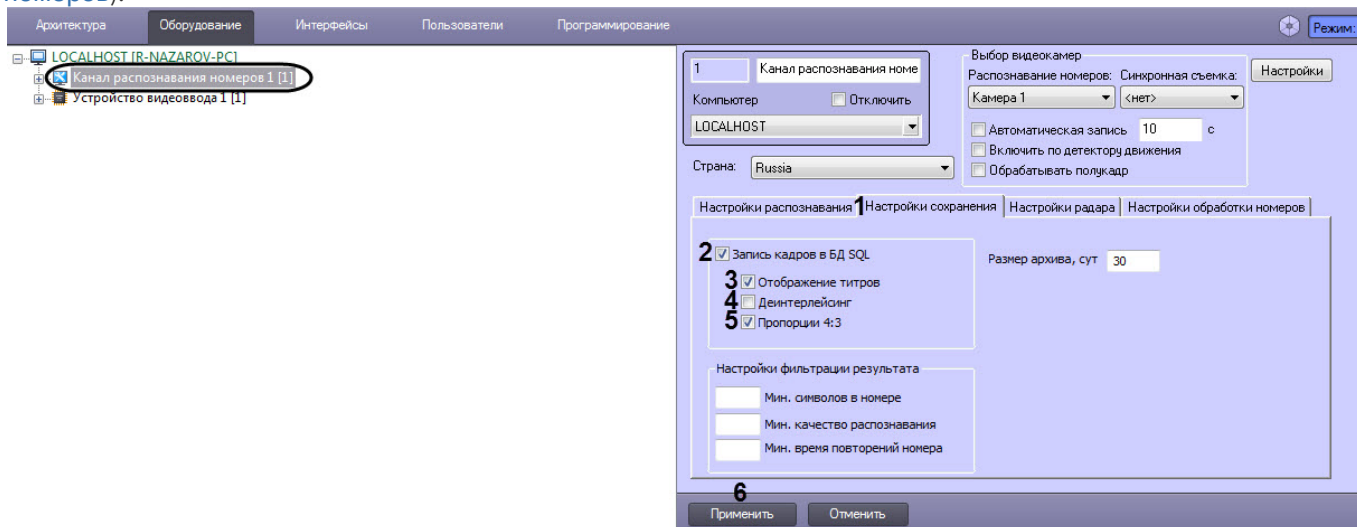 номеров).
Архитектура Оборудование Интерфейсы Пользователи Программирование Режим:
LOCALHOST [R-NAZAROV-PC]
Канал распознавания номеров 1 [1]
Устройство видеоввода 1 [1]
1 Канал распознавания номе
Компьютер Отключить
LOCALHOST
Страна: Russia
Выбор видеокамер
Распознавание номеров: Синхронная съемка:
Камера 1 <нет>
Автоматическая запись 10 с
Включить по детектору движения
Обрабатывать полукадр
Настройки
Настройки распознавания 1 Настройки сохранения Настройки радара Настройки обработки номеров
2 Запись кадров в БД SQL
3 Отображение титров
4 Деинтерлейсинг
5 Пропорции 4:3
Размер архива, сут 30
Настройки фильтрации результата
Мин. символов в номере
Мин. качество распознавания
Мин. время повторений номера
6
Применить Отменить